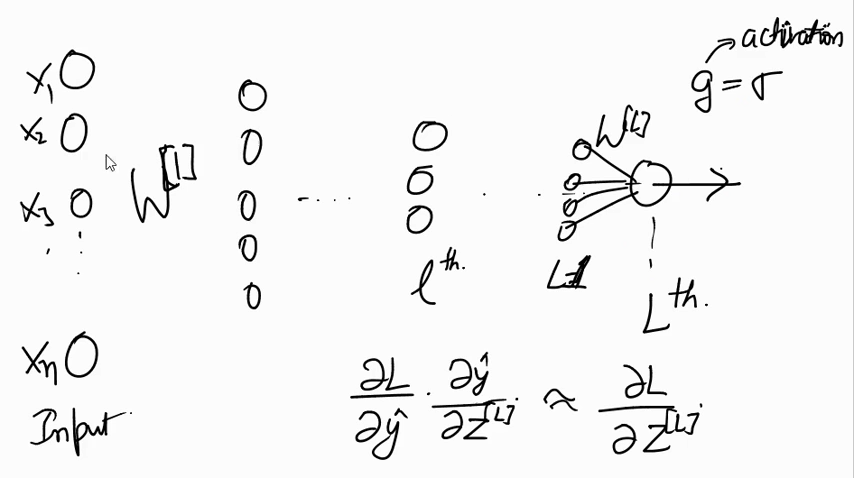 activation
g = σ
x₁
x₂
x₃
xₙ
Input
W^[1]
l^th.
W^[L]
L-1
L^th.
∂L/∂ŷ · ∂ŷ/∂Z^[L] ≈ ∂L/∂Z^[L]